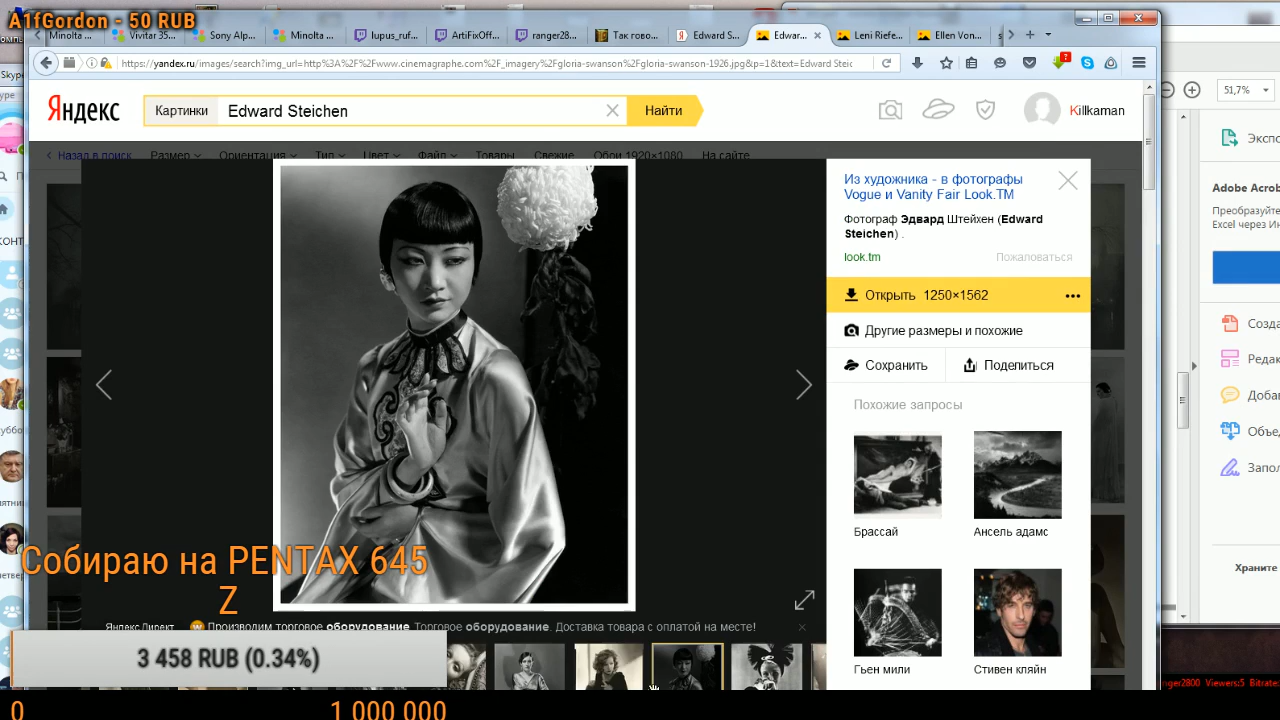 A1fGordon - 50 RUB
Minolta
Vivitar 35...
Sony Alp...
Minolta ...
lupus_ruf...
ArtiFixOff...
ranger28...
Так гово...
Edward S...
Edwar...
Leni Riefe...
Ellen Von...
https://yandex.ru/images/search?img_url=http%3A%2F%2Fwww.cinemagraphe.com%2F_imagery%2Fgloria-swanson%2Fgloria-swanson-1926.jpg&p=1&text=Edward Steic
51,7%
Skype
Яндекс
Картинки
Edward Steichen
Найти
Killkaman
Назад в поиск
Размер
Ориентация
Тип
Цвет
Файл
Товары
Свежие
Обои 1920×1080
На сайте
Из художника - в фотографы
Vogue и Vanity Fair Look.TM
Фотограф Эдвард Штейхен (Edward
Steichen) .
look.tm
Пожаловаться
Открыть 1250×1562
Другие размеры и похожие
Сохранить
Поделиться
Похожие запросы
Брассай
Ансель адамс
Гьен мили
Стивен кляйн
Экспо
Adobe Acrob
Преобразуйте
Excel через Ин
Созда
Редак
Доба
Объед
Запол
Храните
Собираю на PENTAX 645
Z
Яндекс.Директ
Производим торговое оборудование. Торговое оборудование. Доставка товара с оплатой на месте!
3 458 RUB (0.34%)
nger2800 Viewers:5 Bitrate:
0
1 000 000